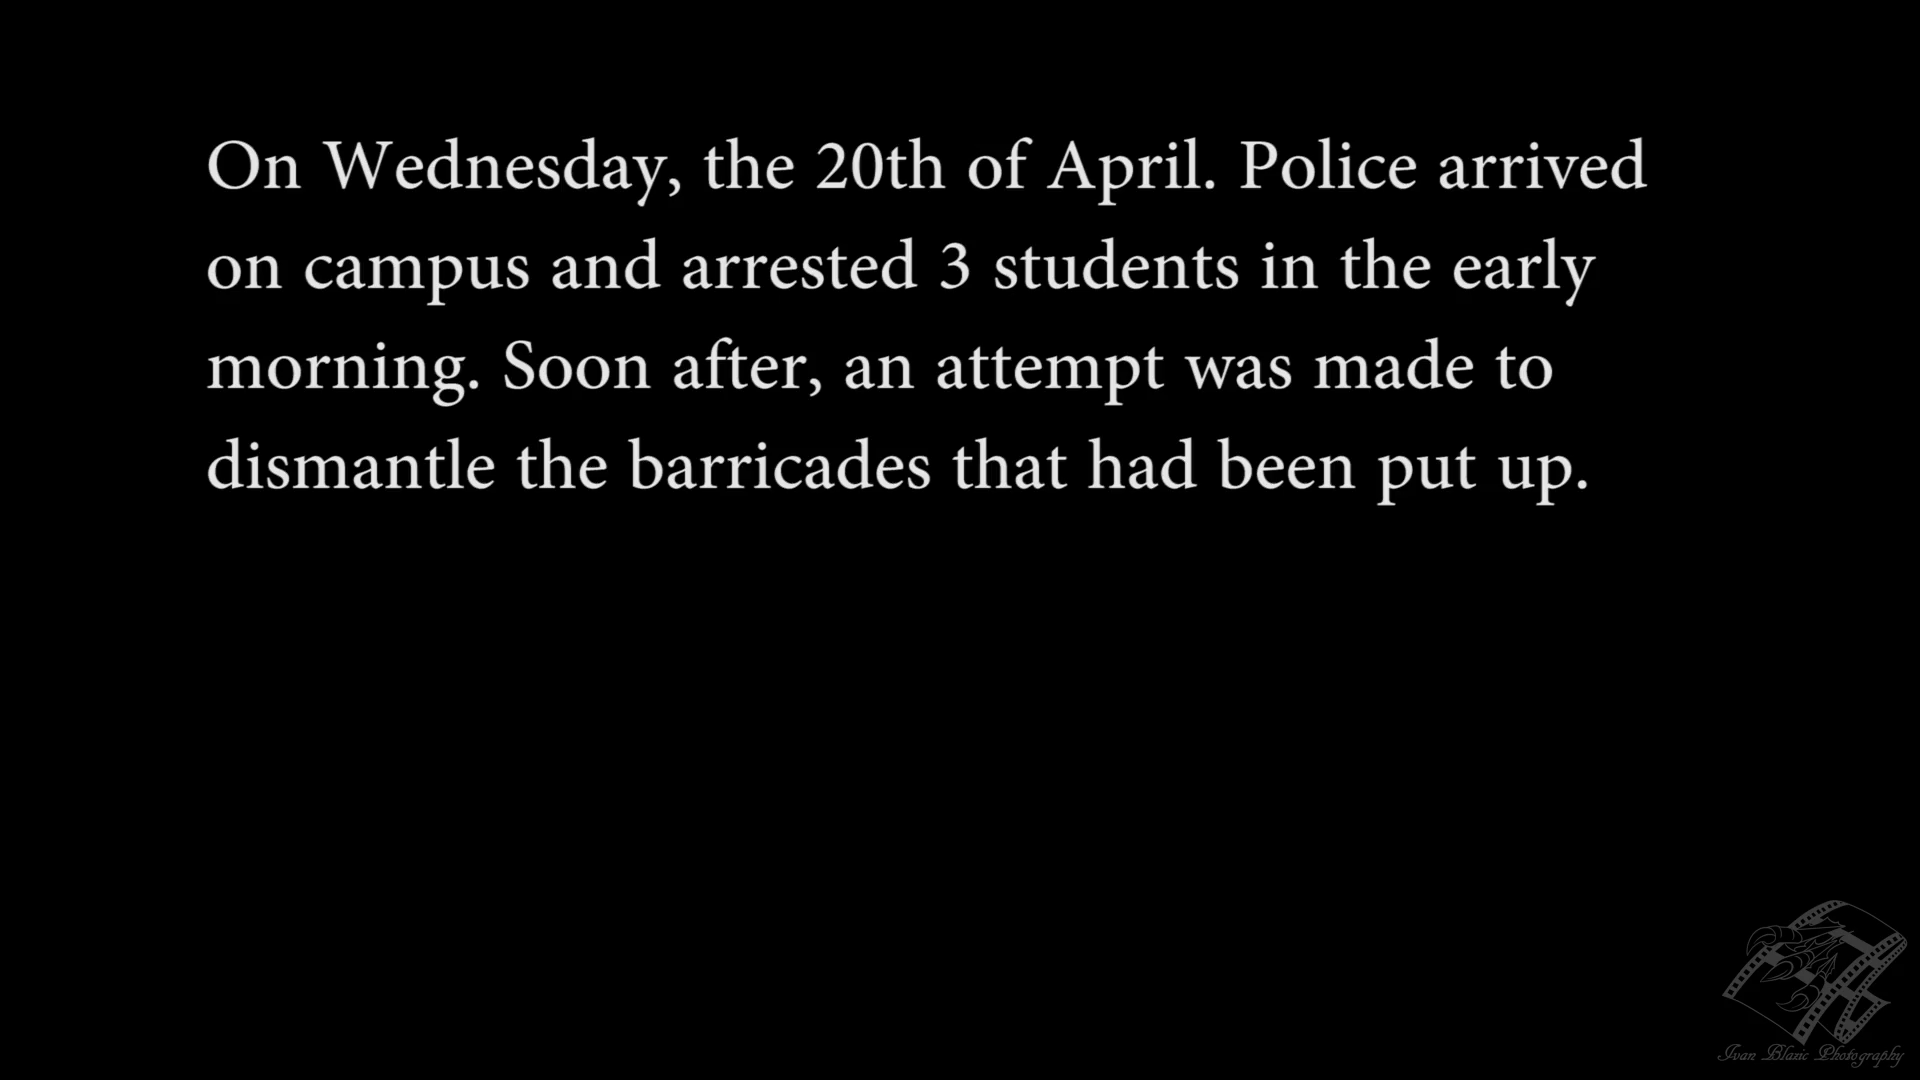 On Wednesday, the 20th of April. Police arrived
on campus and arrested 3 students in the early
morning. Soon after, an attempt was made to
dismantle the barricades that had been put up.
Ivan Blazic Photography